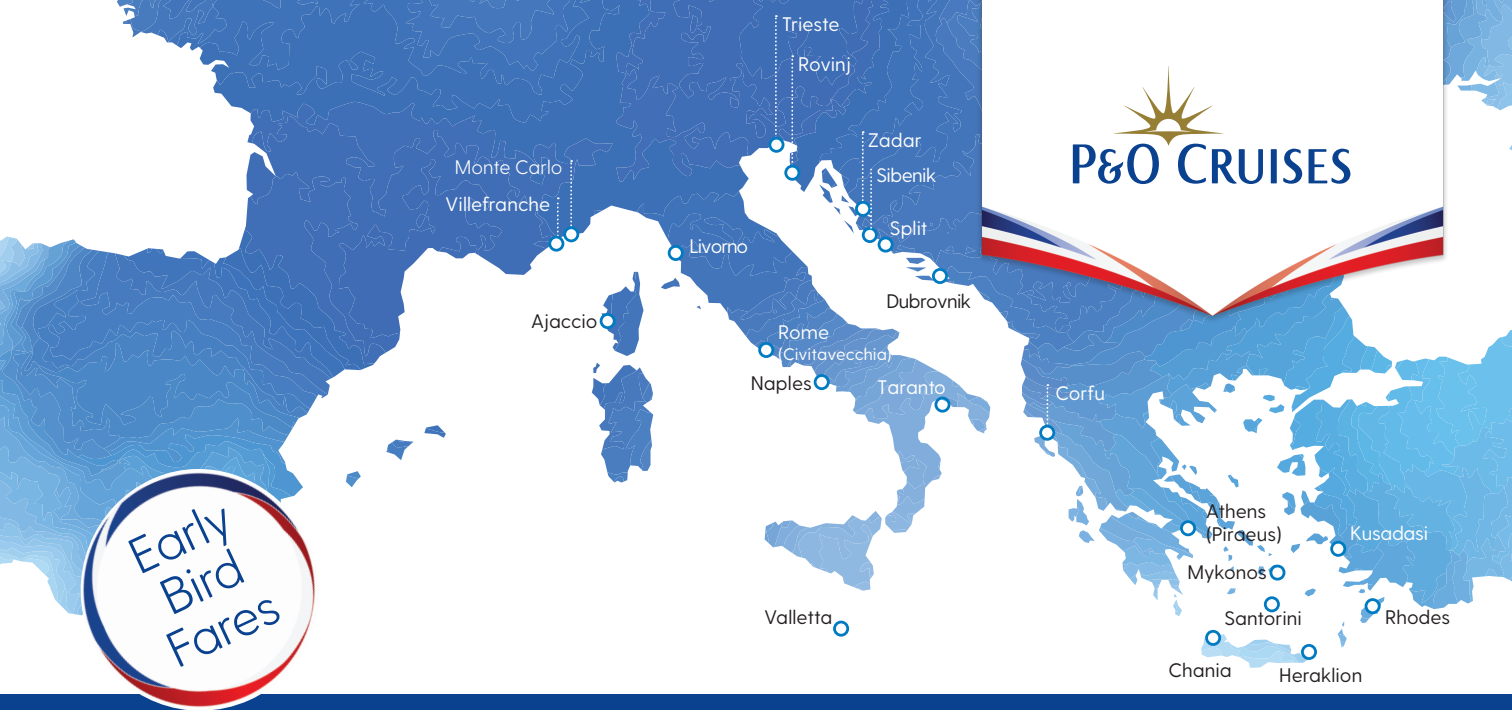 Trieste
Rovinj
Zadar
Monte Carlo
Sibenik
Villefranche
Split
Livorno
Dubrovnik
Ajaccio
Rome
(Civitavecchia)
Naples
Taranto
Corfu
Athens
(Piraeus)
Kusadasi
Mykonos
Santorini
Rhodes
Valletta
Chania
Heraklion
P&O CRUISES
Early
Bird
Fares